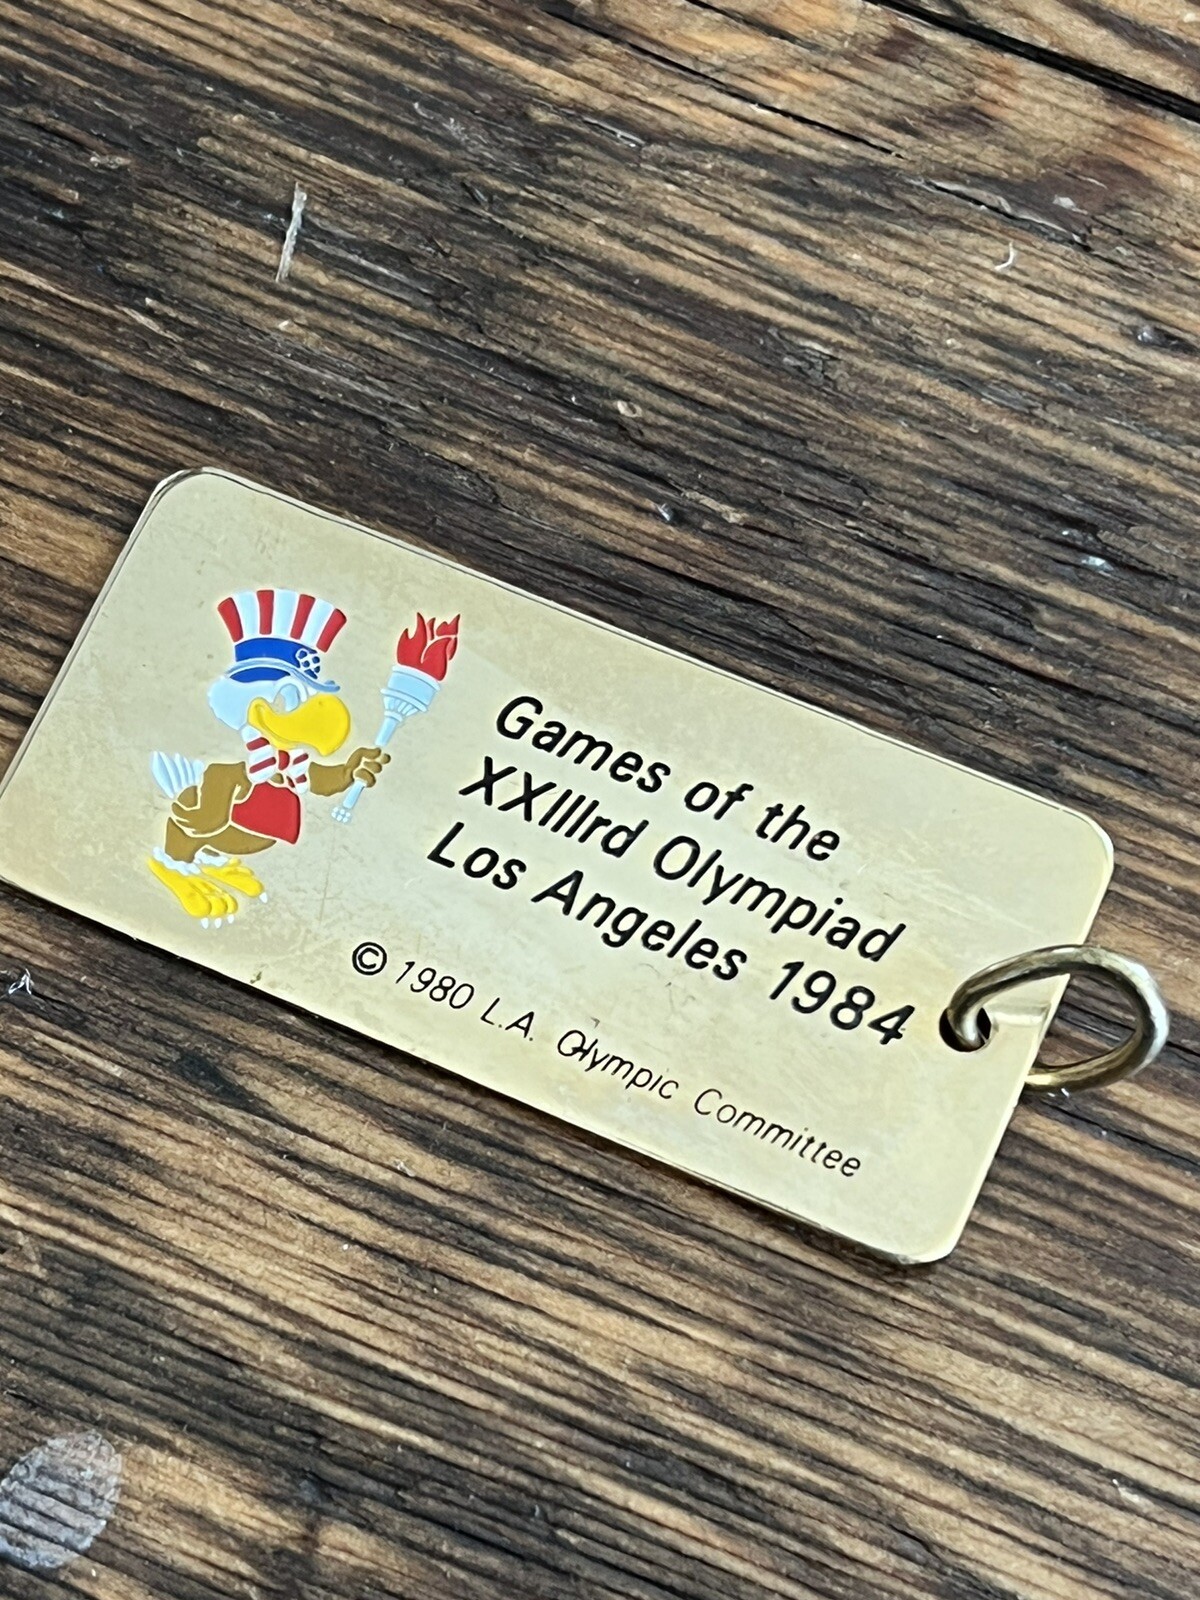 Games of the
XXIIIrd Olympiad
Los Angeles 1984
© 1980 L.A. Olympic Committee